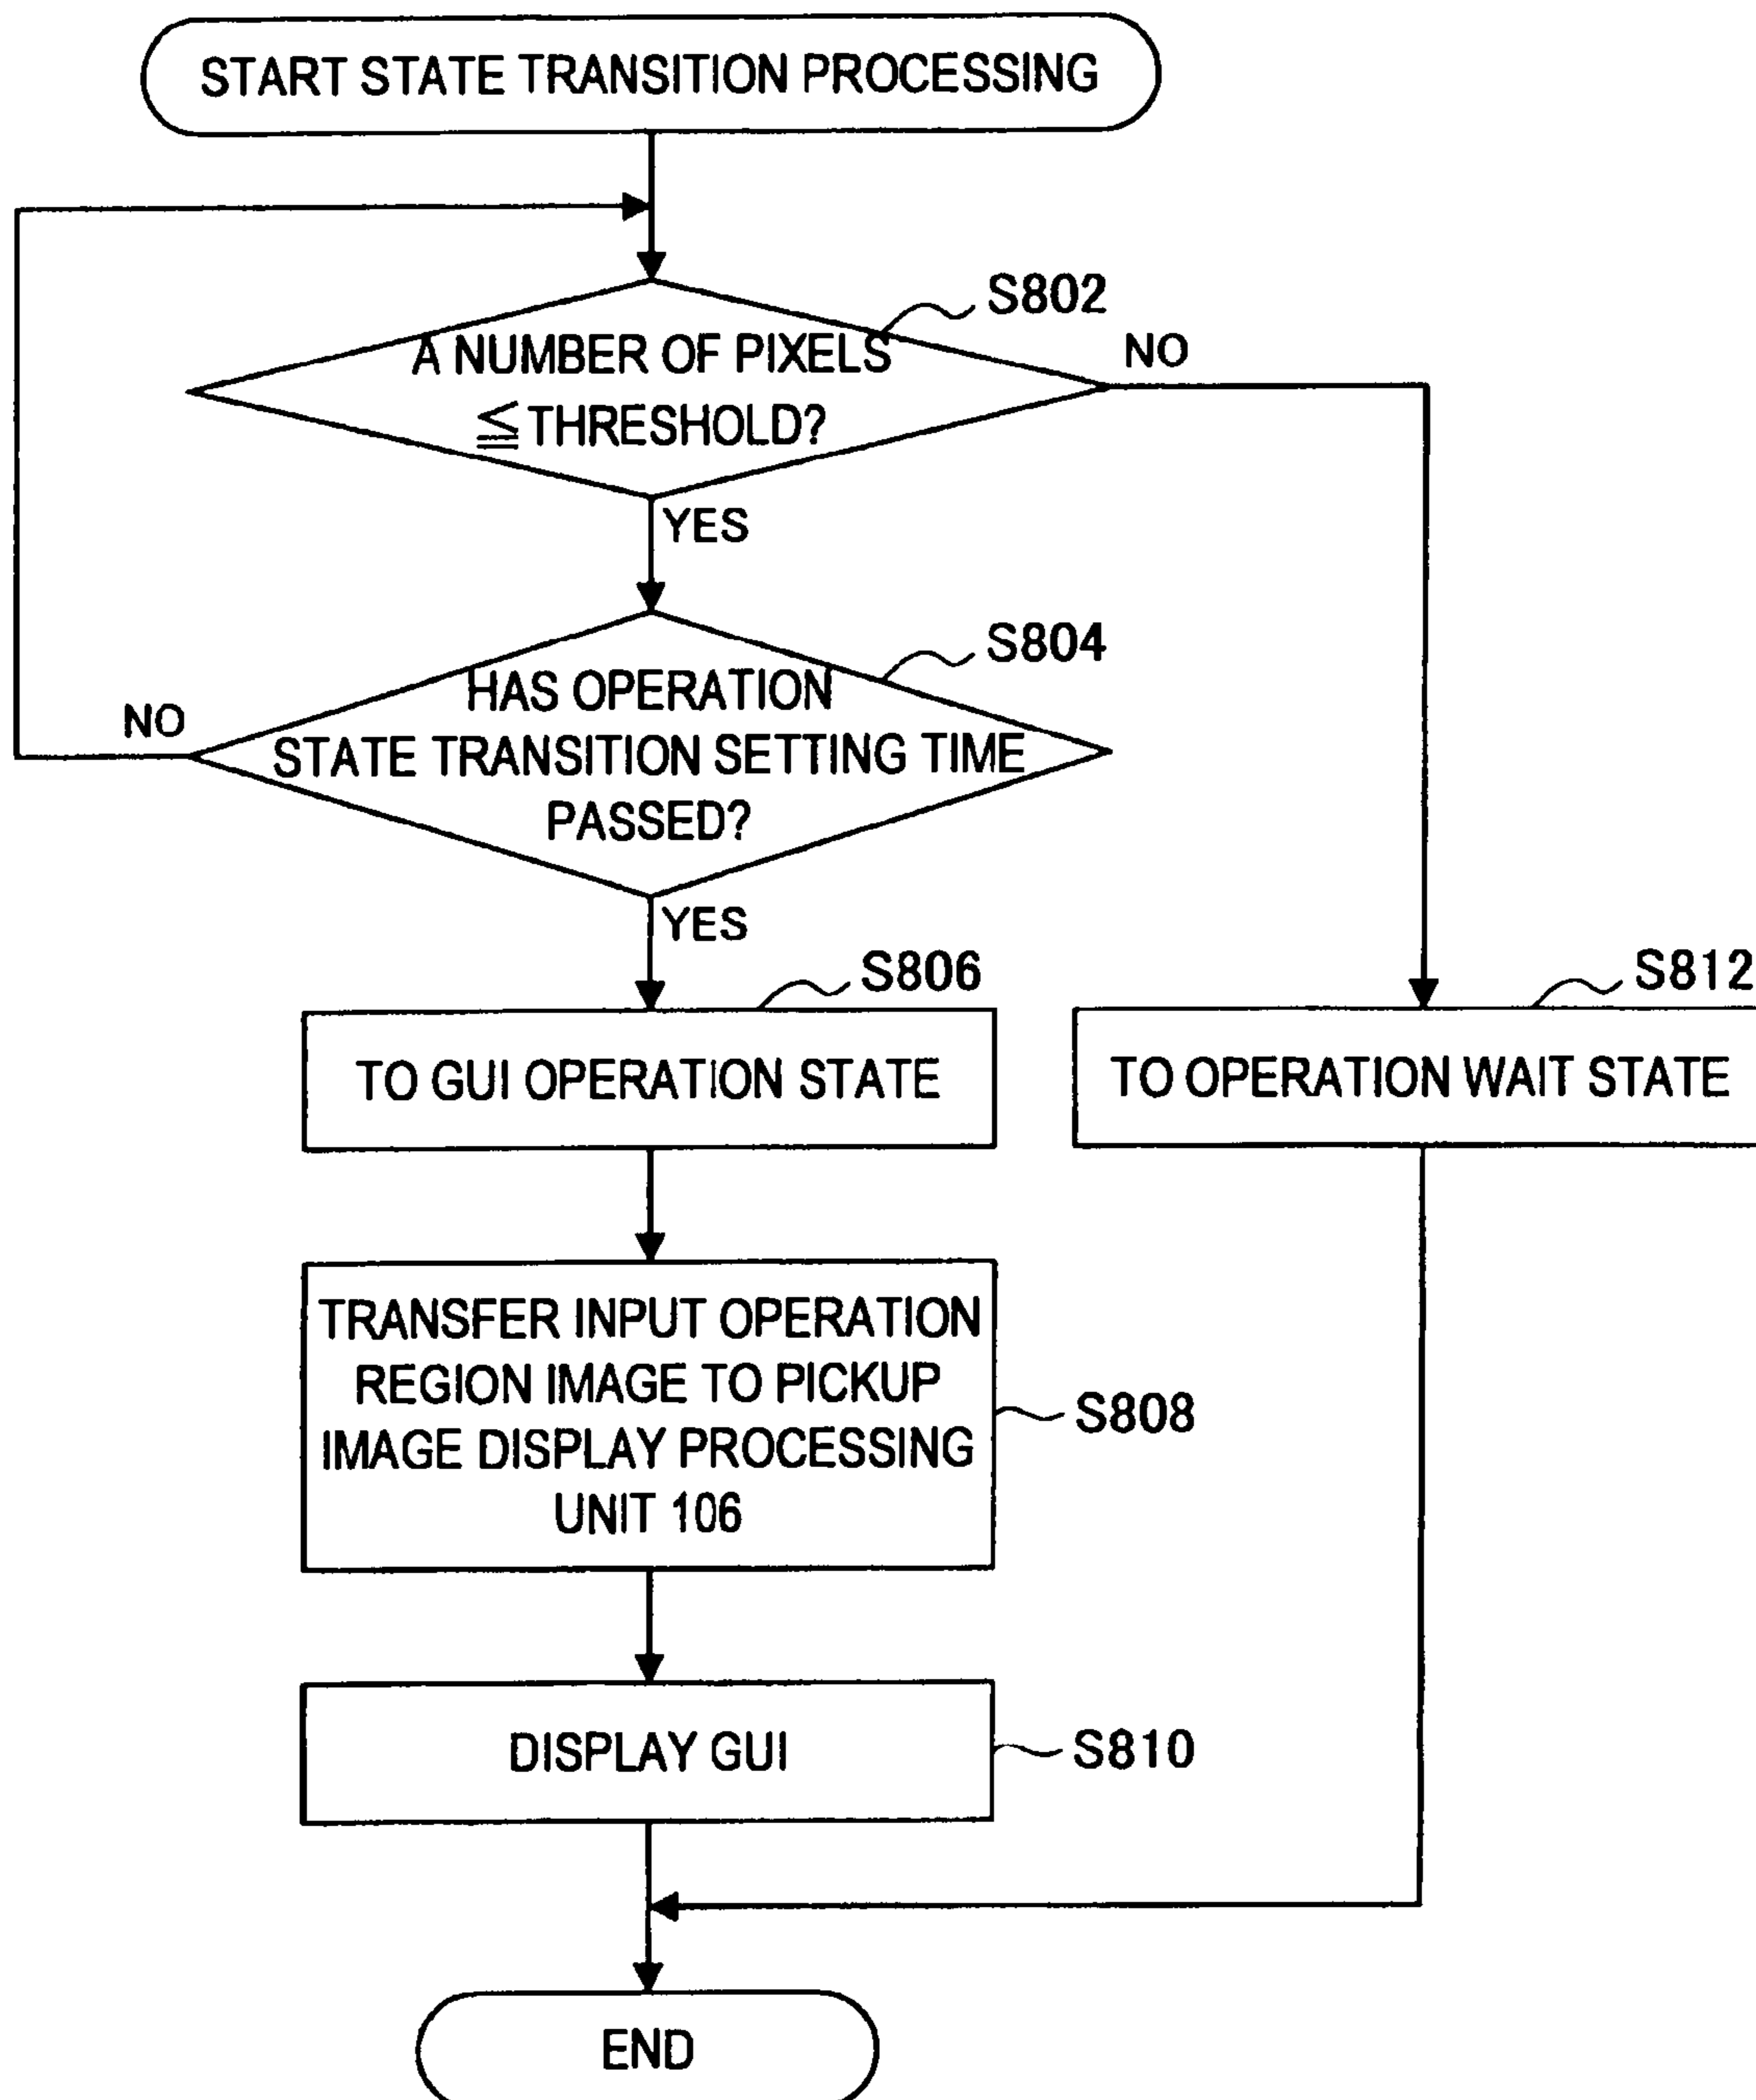 START STATE TRANSITION PROCESSING
S802
A NUMBER OF PIXELS
≦THRESHOLD?
NO
YES
S804
HAS OPERATION
STATE TRANSITION SETTING TIME
PASSED?
NO
YES
S806
TO GUI OPERATION STATE
S812
TO OPERATION WAIT STATE
TRANSFER INPUT OPERATION
REGION IMAGE TO PICKUP
IMAGE DISPLAY PROCESSING
UNIT 106
S808
DISPLAY GUI
S810
END